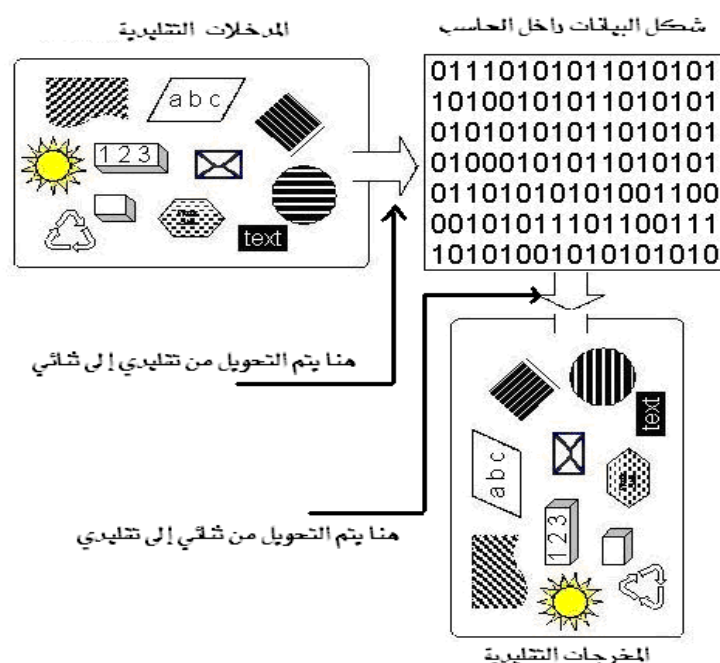 المدخلات التقليدية
شكل البيانات داخل الحاسب
abc
123
text
01110101011010101
10100101011010101
01010101011010101
01000101011010101
01101010101001100
00101011101100111
10101001010101010
هنا يتم التحويل من تقليدي إلى ثنائي
هنا يتم التحويل من ثنائي إلى تقليدي
text
abc
123
المخرجات التقليدية